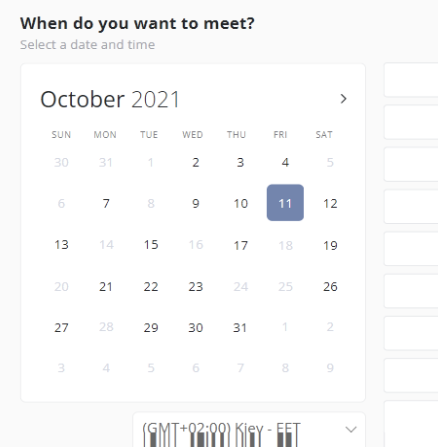 When do you want to meet?
Select a date and time
October 2021
SUN MON TUE WED THU FRI SAT
30 31 1 2 3 4 5
6 7 8 9 10 11 12
13 14 15 16 17 18 19
20 21 22 23 24 25 26
27 28 29 30 31 1 2
3 4 5 6 7 8 9
(GMT+02:00) Kiev - EET